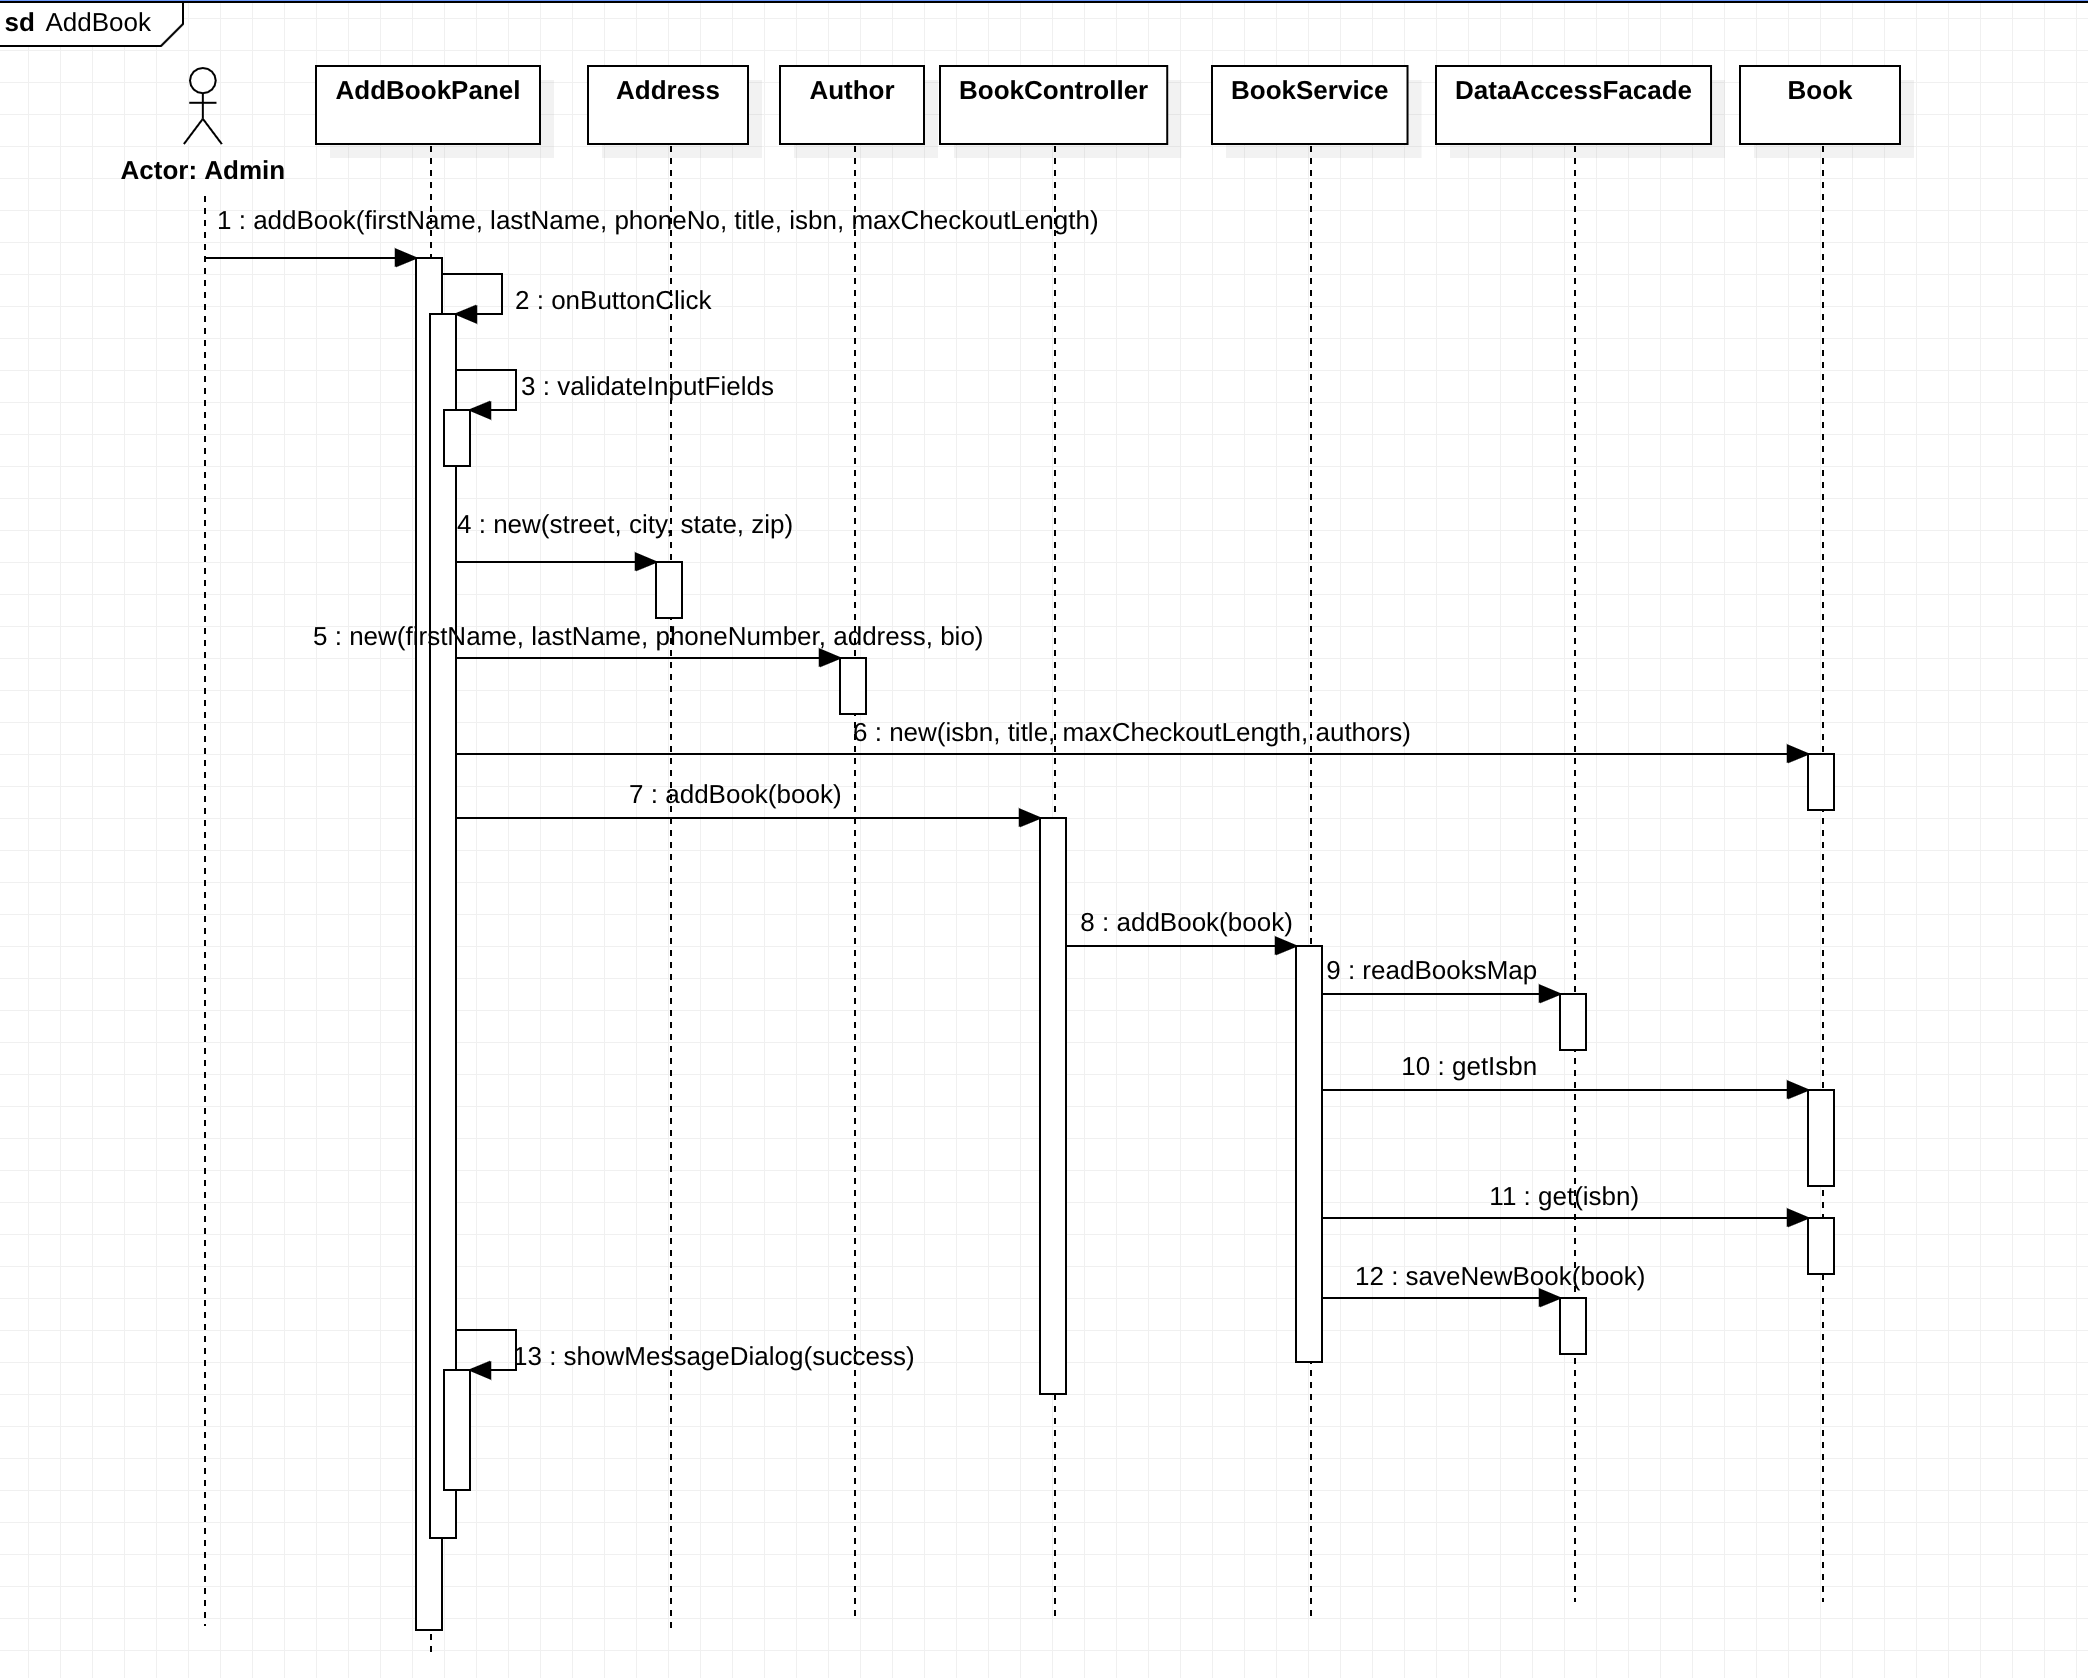 sd AddBook
Actor: Admin
AddBookPanel
Address
Author
BookController
BookService
DataAccessFacade
Book
1 : addBook(firstName, lastName, phoneNo, title, isbn, maxCheckoutLength)
2 : onButtonClick
3 : validateInputFields
4 : new(street, city, state, zip)
5 : new(firstName, lastName, phoneNumber, address, bio)
6 : new(isbn, title, maxCheckoutLength, authors)
7 : addBook(book)
8 : addBook(book)
9 : readBooksMap
10 : getIsbn
11 : get(isbn)
12 : saveNewBook(book)
13 : showMessageDialog(success)